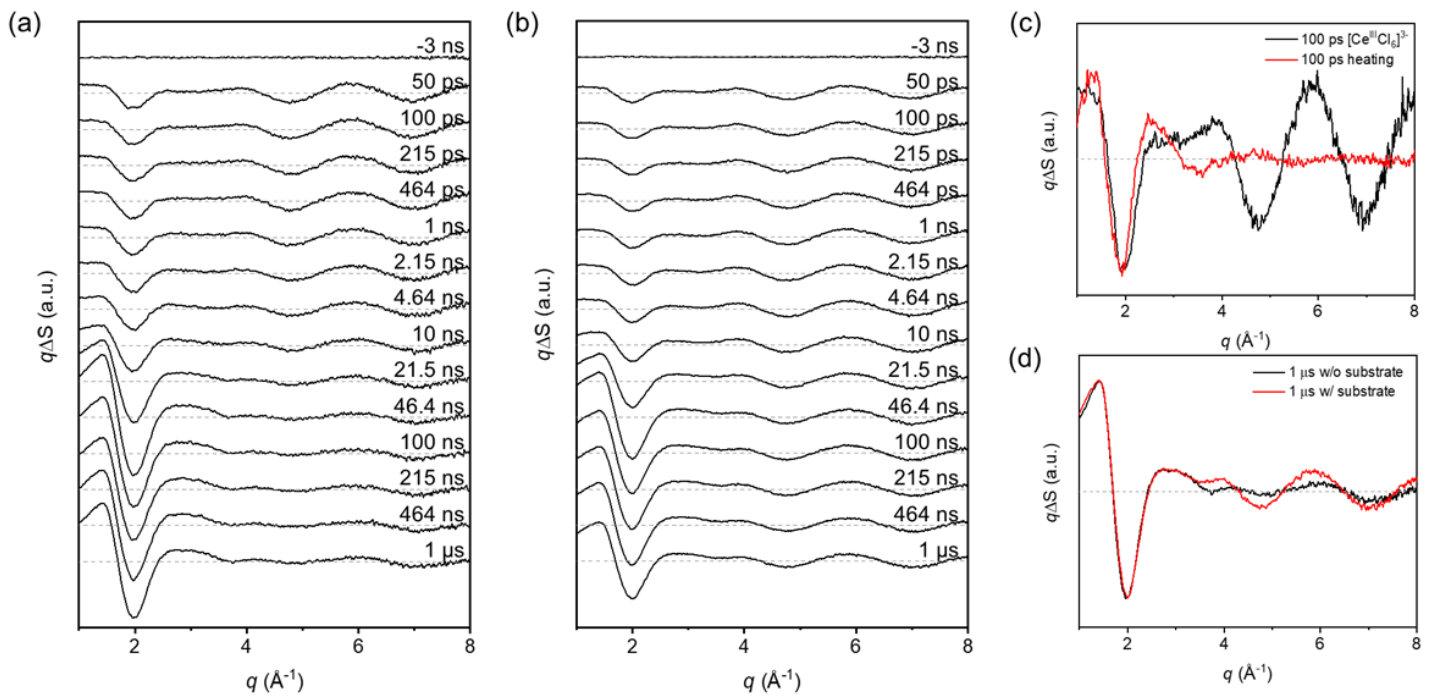 (a)
-3 ns
50 ps
100 ps
215 ps
464 ps
1 ns
2.15 ns
4.64 ns
10 ns
21.5 ns
46.4 ns
100 ns
215 ns
464 ns
1 µs
qΔS (a.u.)
2 4 6 8
q (Å⁻¹)
(b)
-3 ns
50 ps
100 ps
215 ps
464 ps
1 ns
2.15 ns
4.64 ns
10 ns
21.5 ns
46.4 ns
100 ns
215 ns
464 ns
1 µs
qΔS (a.u.)
2 4 6 8
q (Å⁻¹)
(c)
100 ps [CeᴵᴵᴵCl₆]³⁻
100 ps heating
qΔS (a.u.)
2 4 6 8
q (Å⁻¹)
(d)
1 µs w/o substrate
1 µs w/ substrate
qΔS (a.u.)
2 4 6 8
q (Å⁻¹)